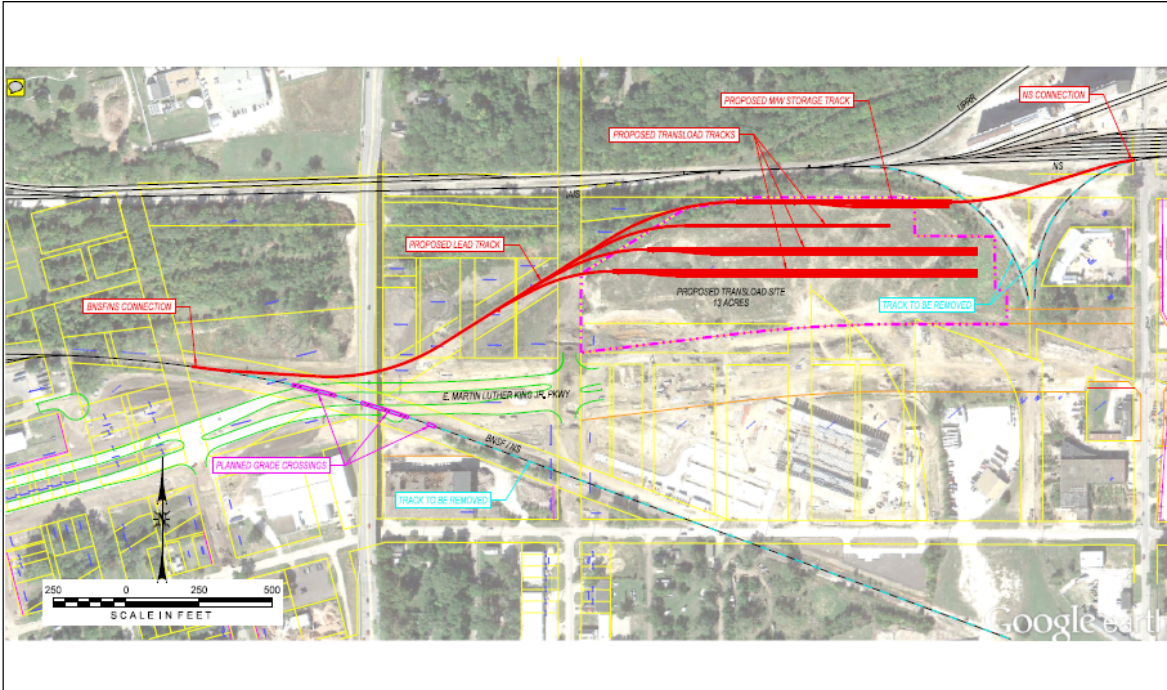 PROPOSED M/W STORAGE TRACK
UPRR
NS CONNECTION
PROPOSED TRANSLOAD TRACKS
NS
PROPOSED LEAD TRACK
PROPOSED TRANSLOAD SITE
13 ACRES
BNSF/NS CONNECTION
TRACK TO BE REMOVED
E. MARTIN LUTHER KING JR. PKWY
BNSF / NS
PLANNED GRADE CROSSINGS
TRACK TO BE REMOVED
250 0 250 500
SCALE IN FEET
Google earth